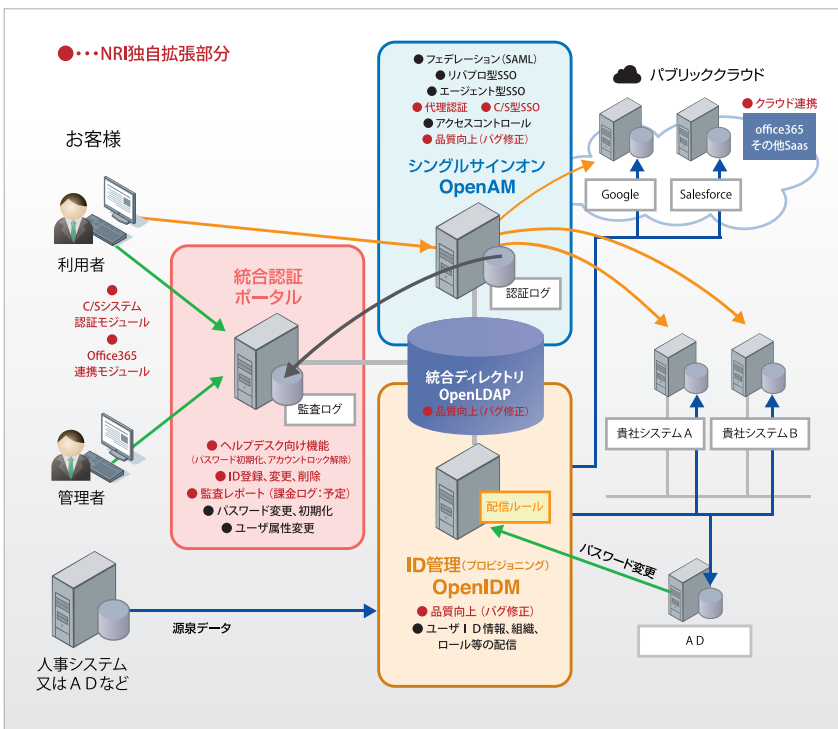 ●・・・NRI独自拡張部分
お客様
利用者
●
C/Sシステム
認証モジュール
●
Office365
連携モジュール
管理者
人事システム
又はADなど
源泉データ
統合認証
ポータル
監査ログ
●ヘルプデスク向け機能
(パスワード初期化、アカウントロック解除)
●ID登録、変更、削除
●監査レポート(課金ログ:予定)
●パスワード変更、初期化
●ユーザ属性変更
●フェデレーション(SAML)
●リバプロ型SSO
●エージェント型SSO
●代理認証 ●C/S型SSO
●アクセスコントロール
●品質向上(バグ修正)
シングルサインオン
OpenAM
認証ログ
統合ディレクトリ
OpenLDAP
●品質向上(バグ修正)
配信ルール
ID管理(プロビジョニング)
OpenIDM
●品質向上(バグ修正)
●ユーザID情報、組織、
ロール等の配信
パブリッククラウド
●クラウド連携
office365
その他Saas
Google
Salesforce
貴社システムA
貴社システムB
パスワード変更
AD